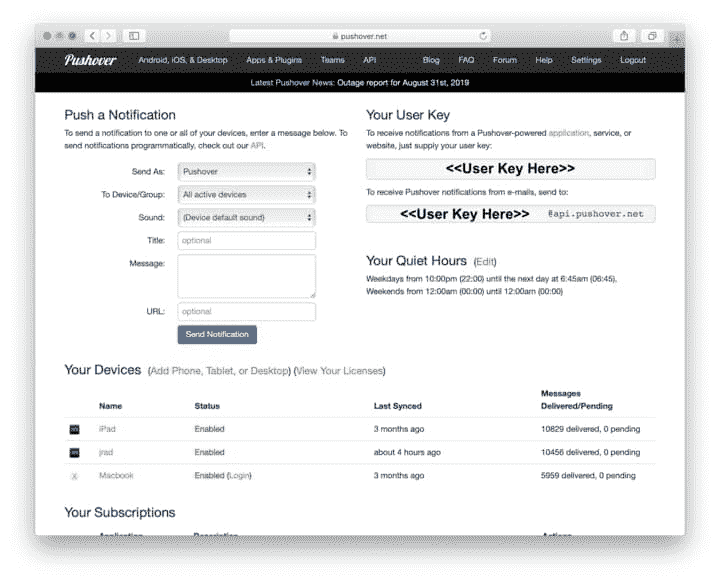 pushover.net
Pushover Android, iOS, & Desktop Apps & Plugins Teams API Blog FAQ Forum Help Settings Logout
Latest Pushover News: Outage report for August 31st, 2019
Push a Notification
To send a notification to one or all of your devices, enter a message below. To
send notifications programmatically, check out our API.
Send As: Pushover
To Device/Group: All active devices
Sound: (Device default sound)
Title: optional
Message:
URL: optional
Send Notification
Your User Key
To receive notifications from a Pushover-powered application, service, or
website, just supply your user key:
<<User Key Here>>
To receive Pushover notifications from e-mails, send to:
<<User Key Here>> @api.pushover.net
Your Quiet Hours (Edit)
Weekdays from 10:00pm (22:00) until the next day at 6:45am (06:45),
Weekends from 12:00am (00:00) until 12:00am (00:00)
Your Devices (Add Phone, Tablet, or Desktop) (View Your Licenses)
Name Status Last Synced Messages
Delivered/Pending
iPad Enabled 3 months ago 10829 delivered, 0 pending
jrad Enabled about 4 hours ago 10456 delivered, 0 pending
Macbook Enabled (Login) 3 months ago 5959 delivered, 0 pending
Your Subscriptions
Application Description Actions